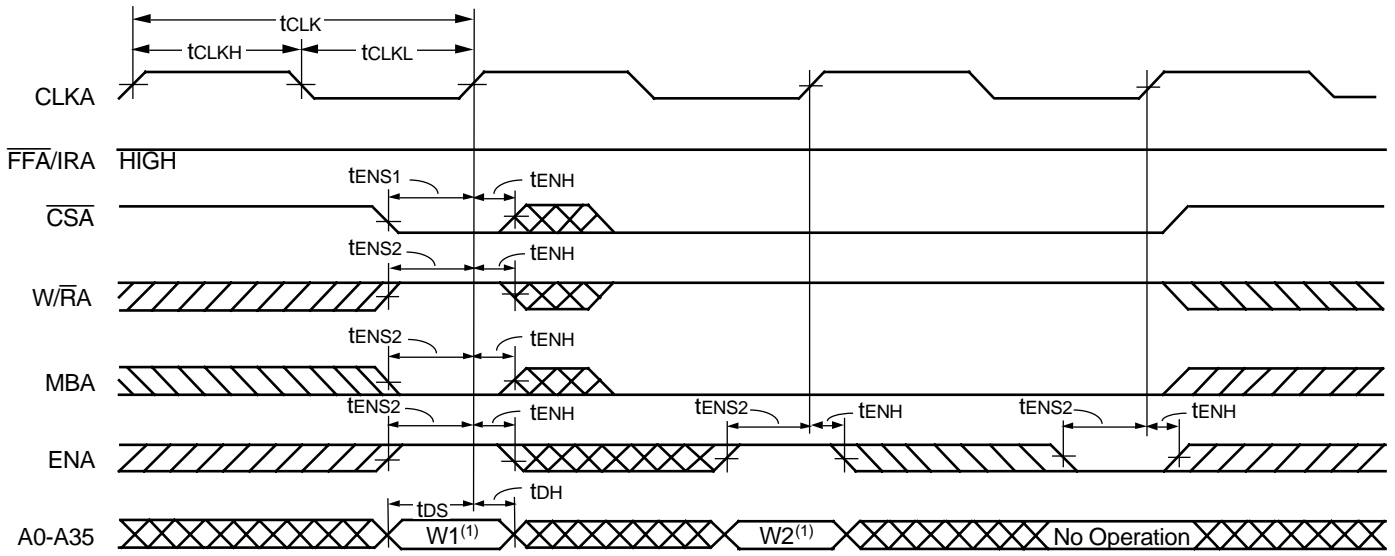 tCLK
tCLKH tCLKL
CLKA
FFA/IRA HIGH
tENS1 tENH
CSA
tENS2 tENH
W/RA
tENS2 tENH
MBA
tENS2 tENH tENS2 tENH tENS2 tENH
ENA
tDS tDH
A0-A35 W1(1) W2(1) No Operation